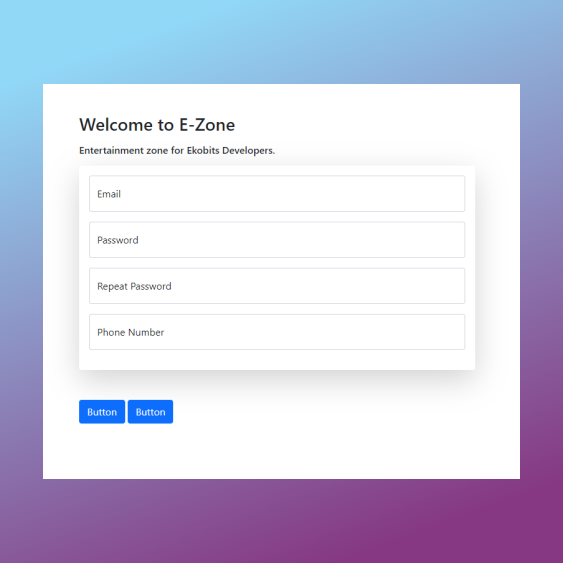 Welcome to E-Zone
Entertainment zone for Ekobits Developers.
Email
Password
Repeat Password
Phone Number
Button Button